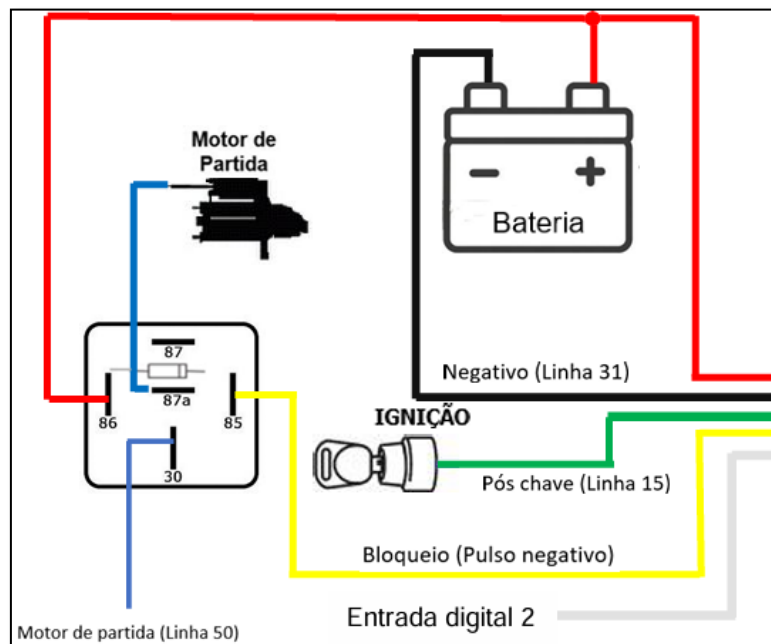 Motor de
Partida
-
+
Bateria
87
87a
86
85
30
Negativo (Linha 31)
IGNIÇÃO
Pós chave (Linha 15)
Bloqueio (Pulso negativo)
Entrada digital 2
Motor de partida (Linha 50)